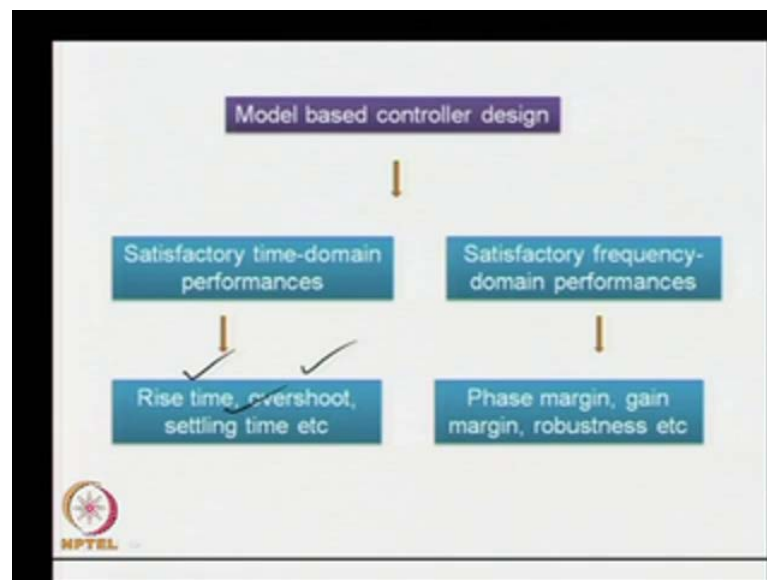 Model based controller design
Satisfactory time-domain
performances
Satisfactory frequency-
domain performances
Rise time, overshoot,
settling time etc
Phase margin, gain
margin, robustness etc
NPTEL